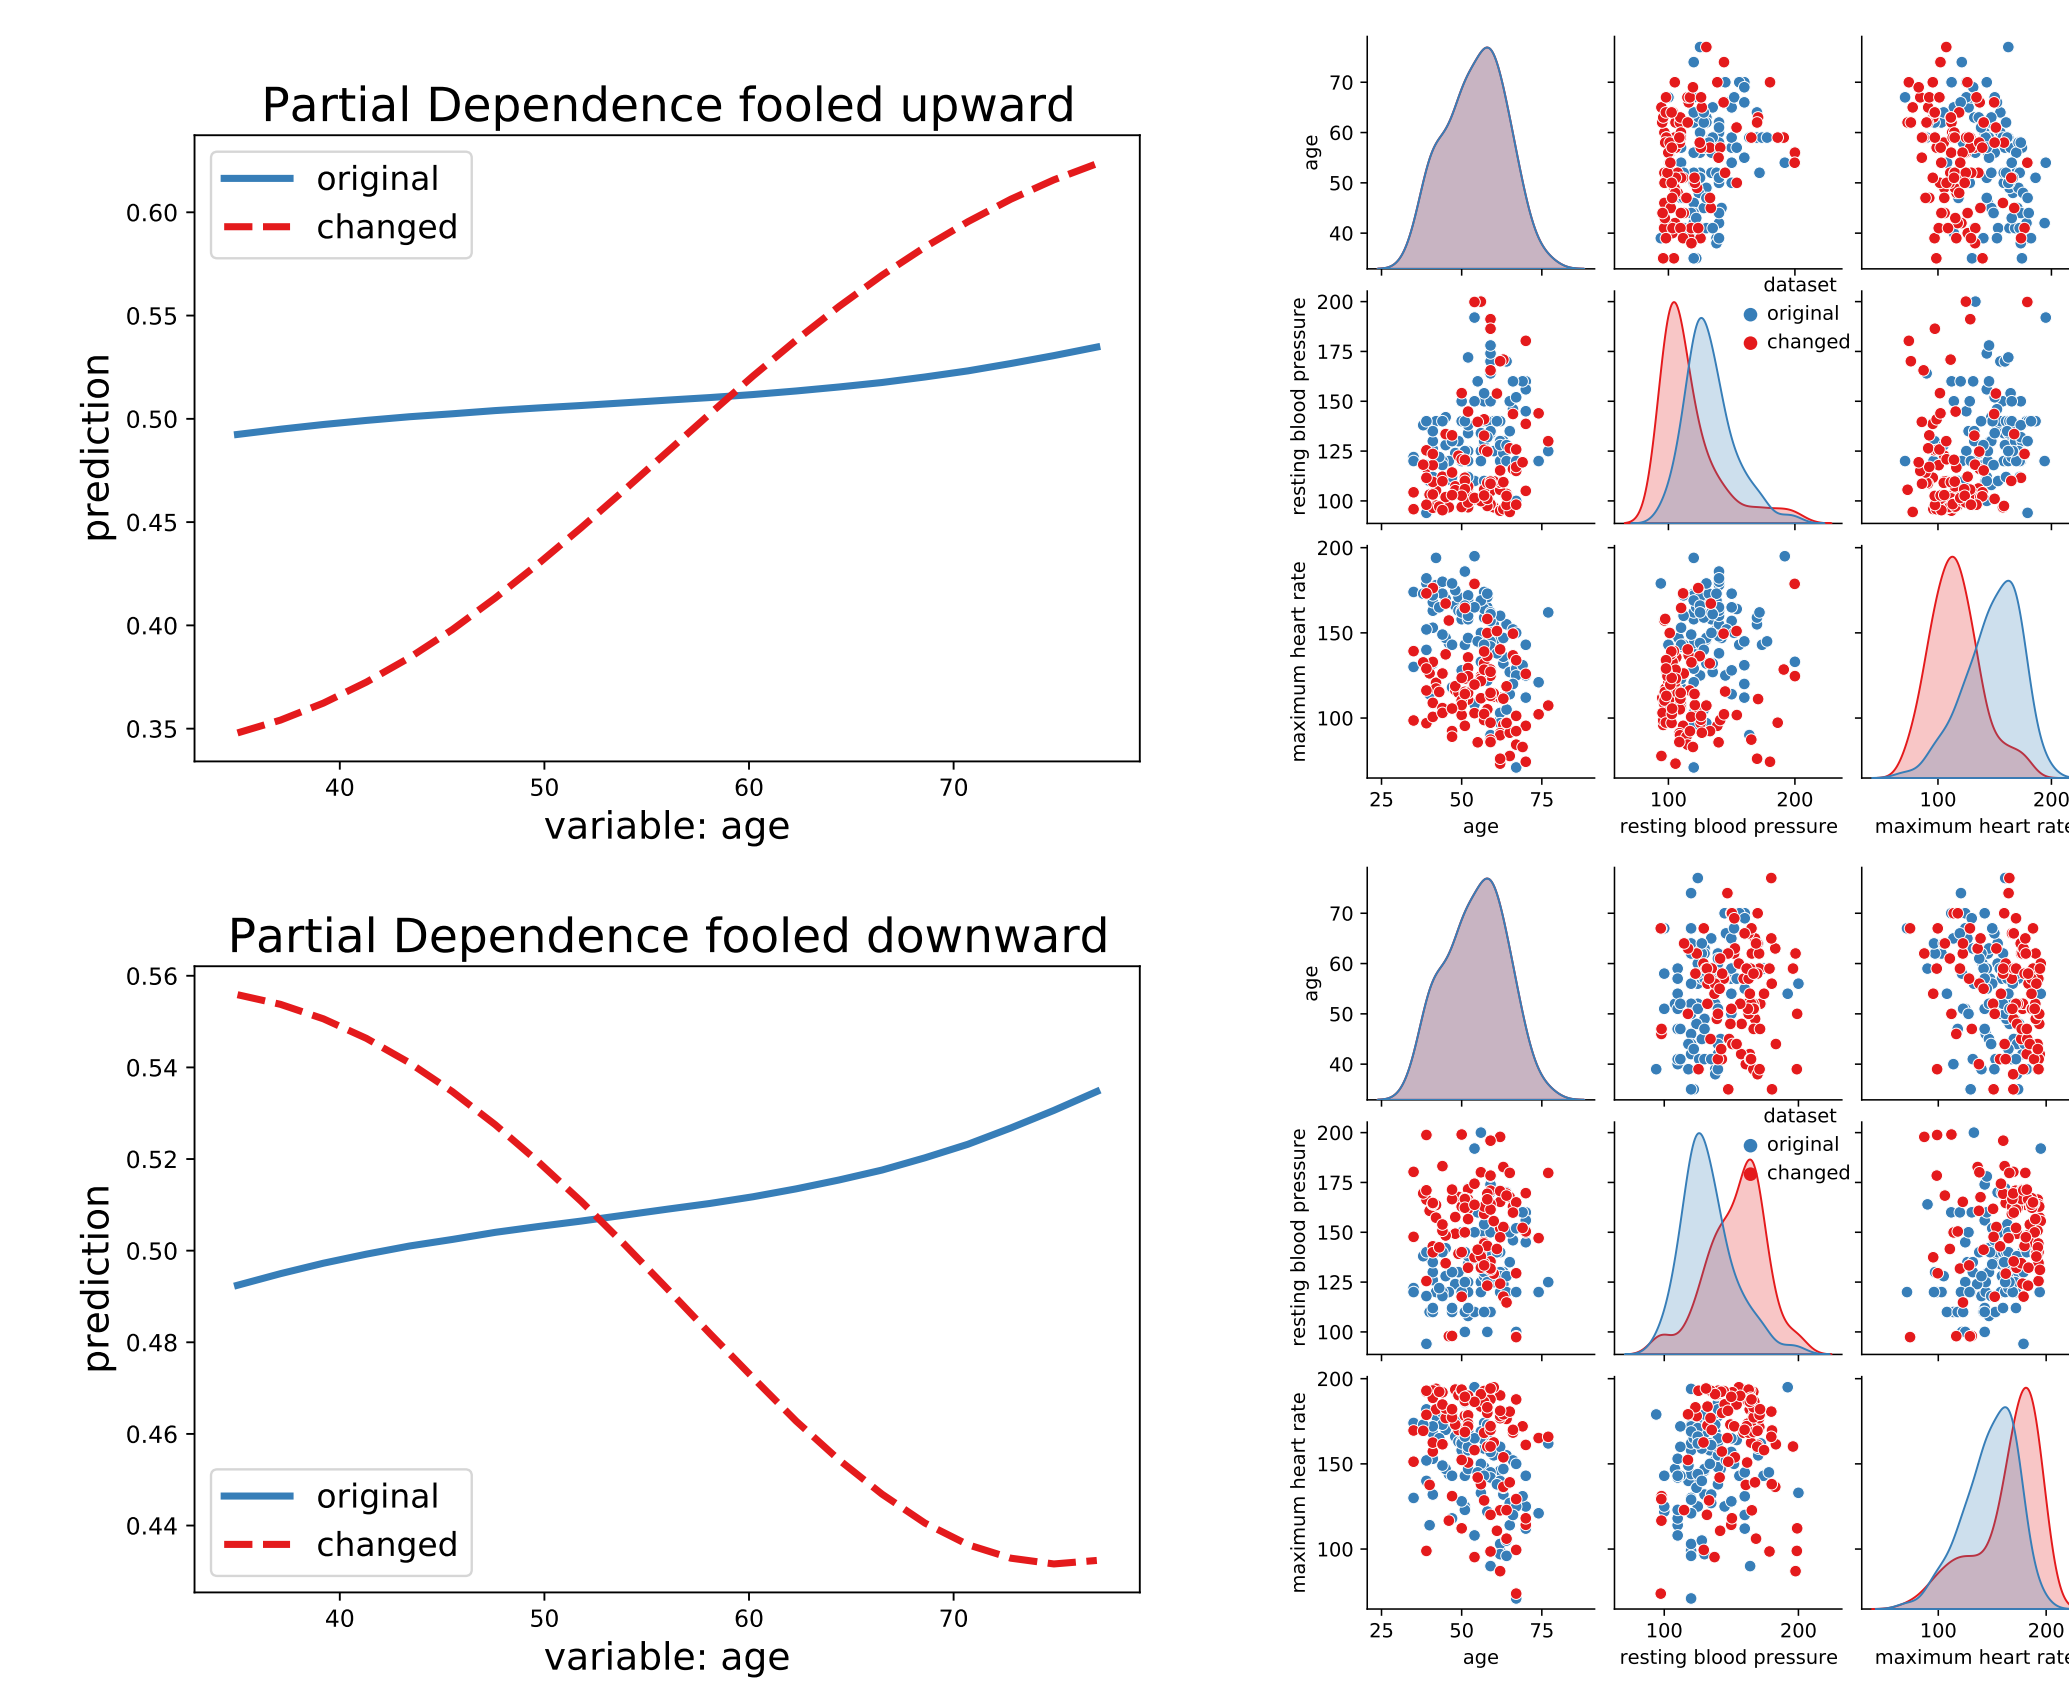 Partial Dependence fooled upward
original
changed
0.60
0.55
0.50
0.45
0.40
0.35
prediction
40 50 60 70
variable: age
age
70
60
50
40
dataset
original
changed
resting blood pressure
200
175
150
125
100
maximum heart rate
200
150
100
25 50 75
100 200
100 200
age
resting blood pressure
maximum heart rate
Partial Dependence fooled downward
0.56
0.54
0.52
0.50
0.48
0.46
0.44
prediction
original
changed
40 50 60 70
variable: age
age
70
60
50
40
dataset
original
changed
resting blood pressure
200
175
150
125
100
maximum heart rate
200
150
100
25 50 75
100 200
100 200
age
resting blood pressure
maximum heart rate